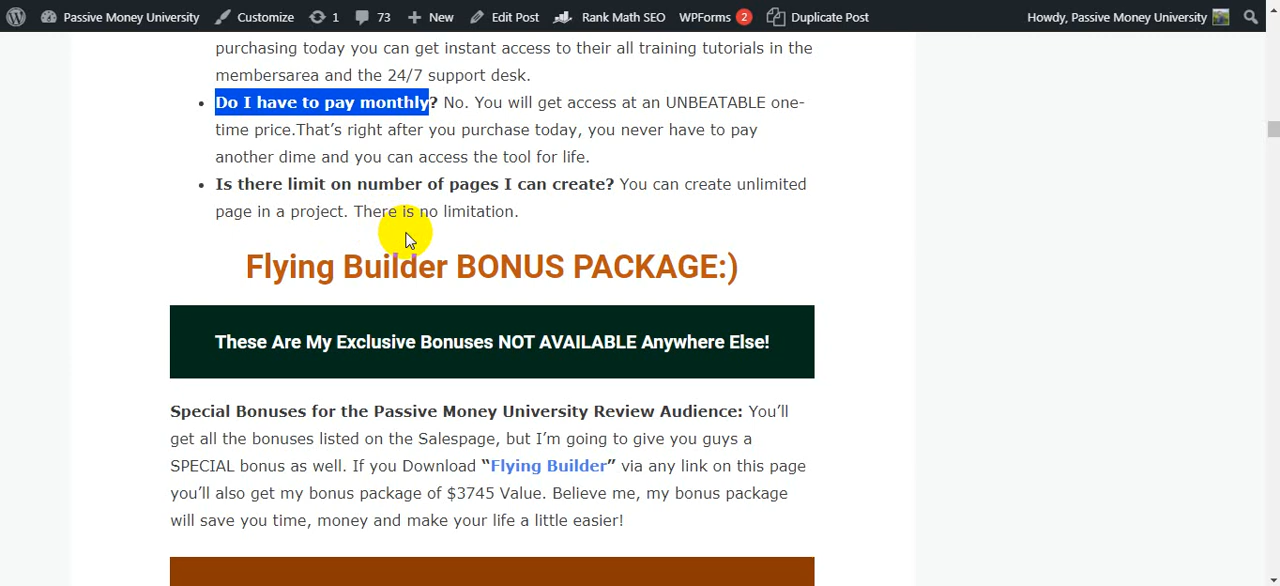 Passive Money University Customize 1 73 New Edit Post Rank Math SEO WPForms 2 Duplicate Post Howdy, Passive Money University
purchasing today you can get instant access to their all training tutorials in the
membersarea and the 24/7 support desk.
• Do I have to pay monthly? No. You will get access at an UNBEATABLE one-
time price.That’s right after you purchase today, you never have to pay
another dime and you can access the tool for life.
• Is there limit on number of pages I can create? You can create unlimited
page in a project. There is no limitation.
Flying Builder BONUS PACKAGE:)
These Are My Exclusive Bonuses NOT AVAILABLE Anywhere Else!
Special Bonuses for the Passive Money University Review Audience: You’ll
get all the bonuses listed on the Salespage, but I’m going to give you guys a
SPECIAL bonus as well. If you Download “Flying Builder” via any link on this page
you’ll also get my bonus package of $3745 Value. Believe me, my bonus package
will save you time, money and make your life a little easier!